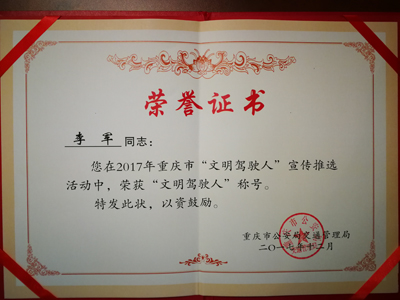 荣誉证书
李军 同志：
您在2017年重庆市“文明驾驶人”宣传推选
活动中，荣获“文明驾驶人”称号。
特发此状，以资鼓励。
重庆市公安局交通管理局
二〇一七年十二月